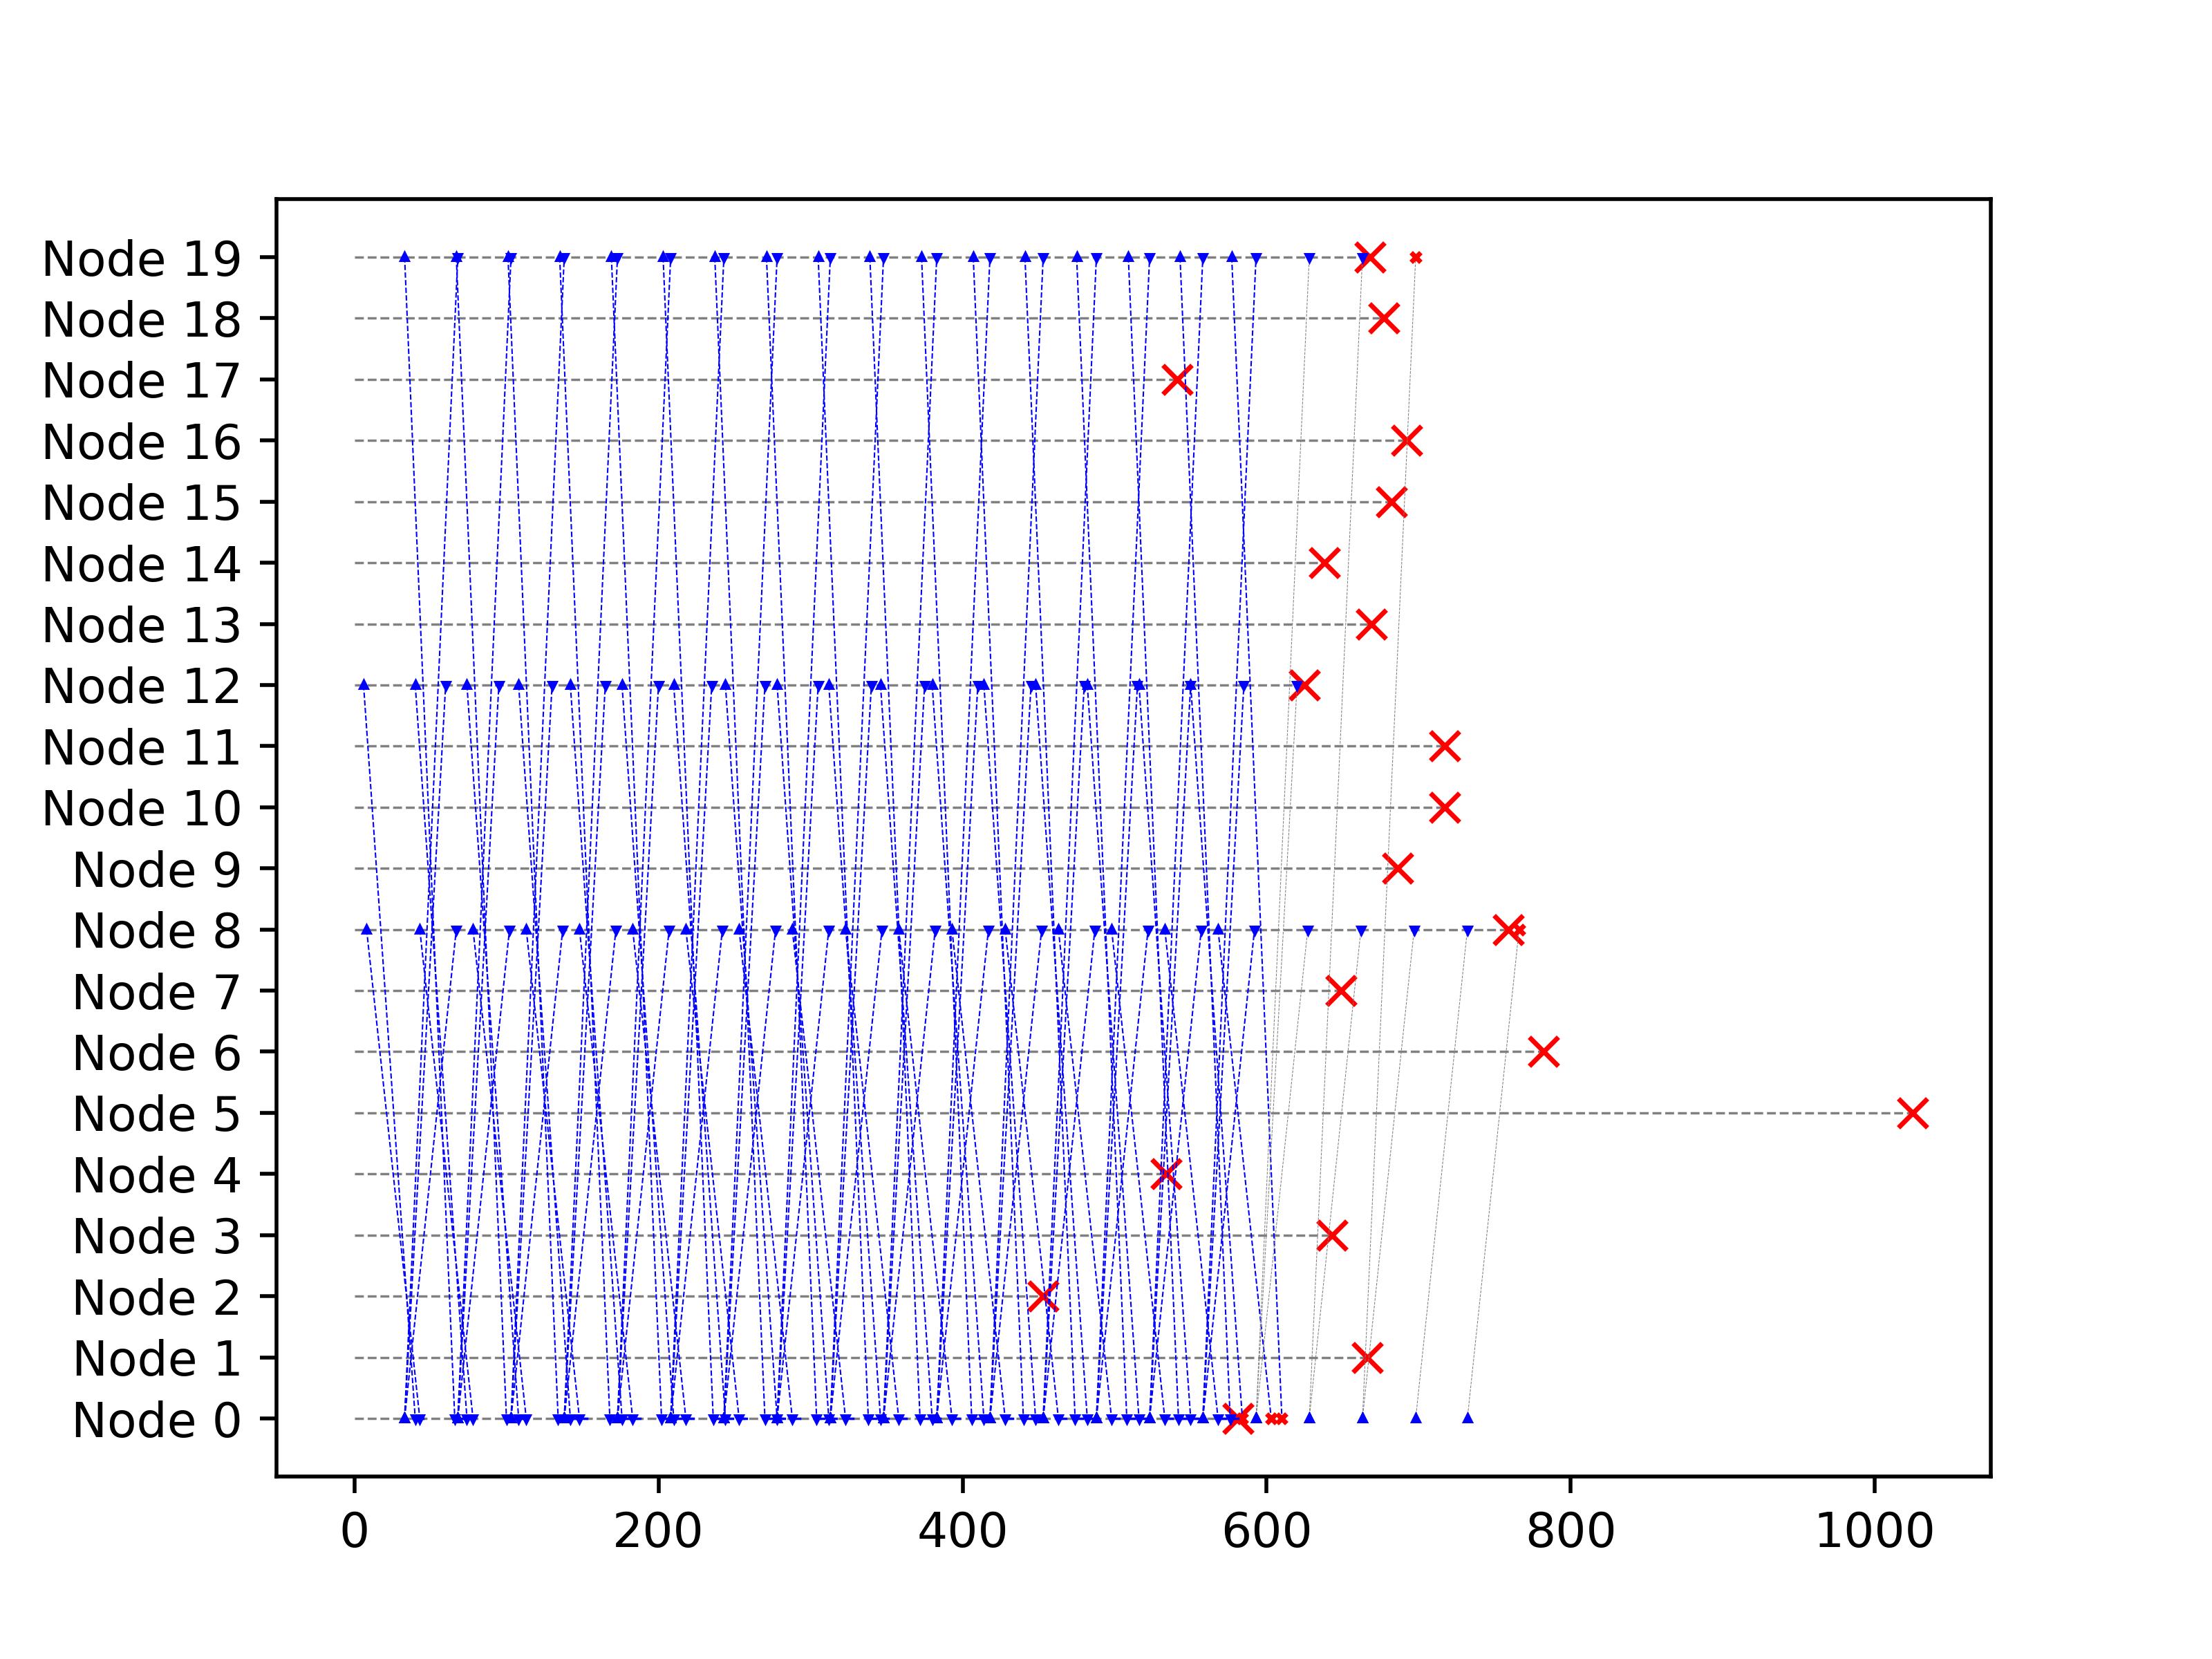 Node 19
Node 18
Node 17
Node 16
Node 15
Node 14
Node 13
Node 12
Node 11
Node 10
Node 9
Node 8
Node 7
Node 6
Node 5
Node 4
Node 3
Node 2
Node 1
Node 0
0 200 400 600 800 1000